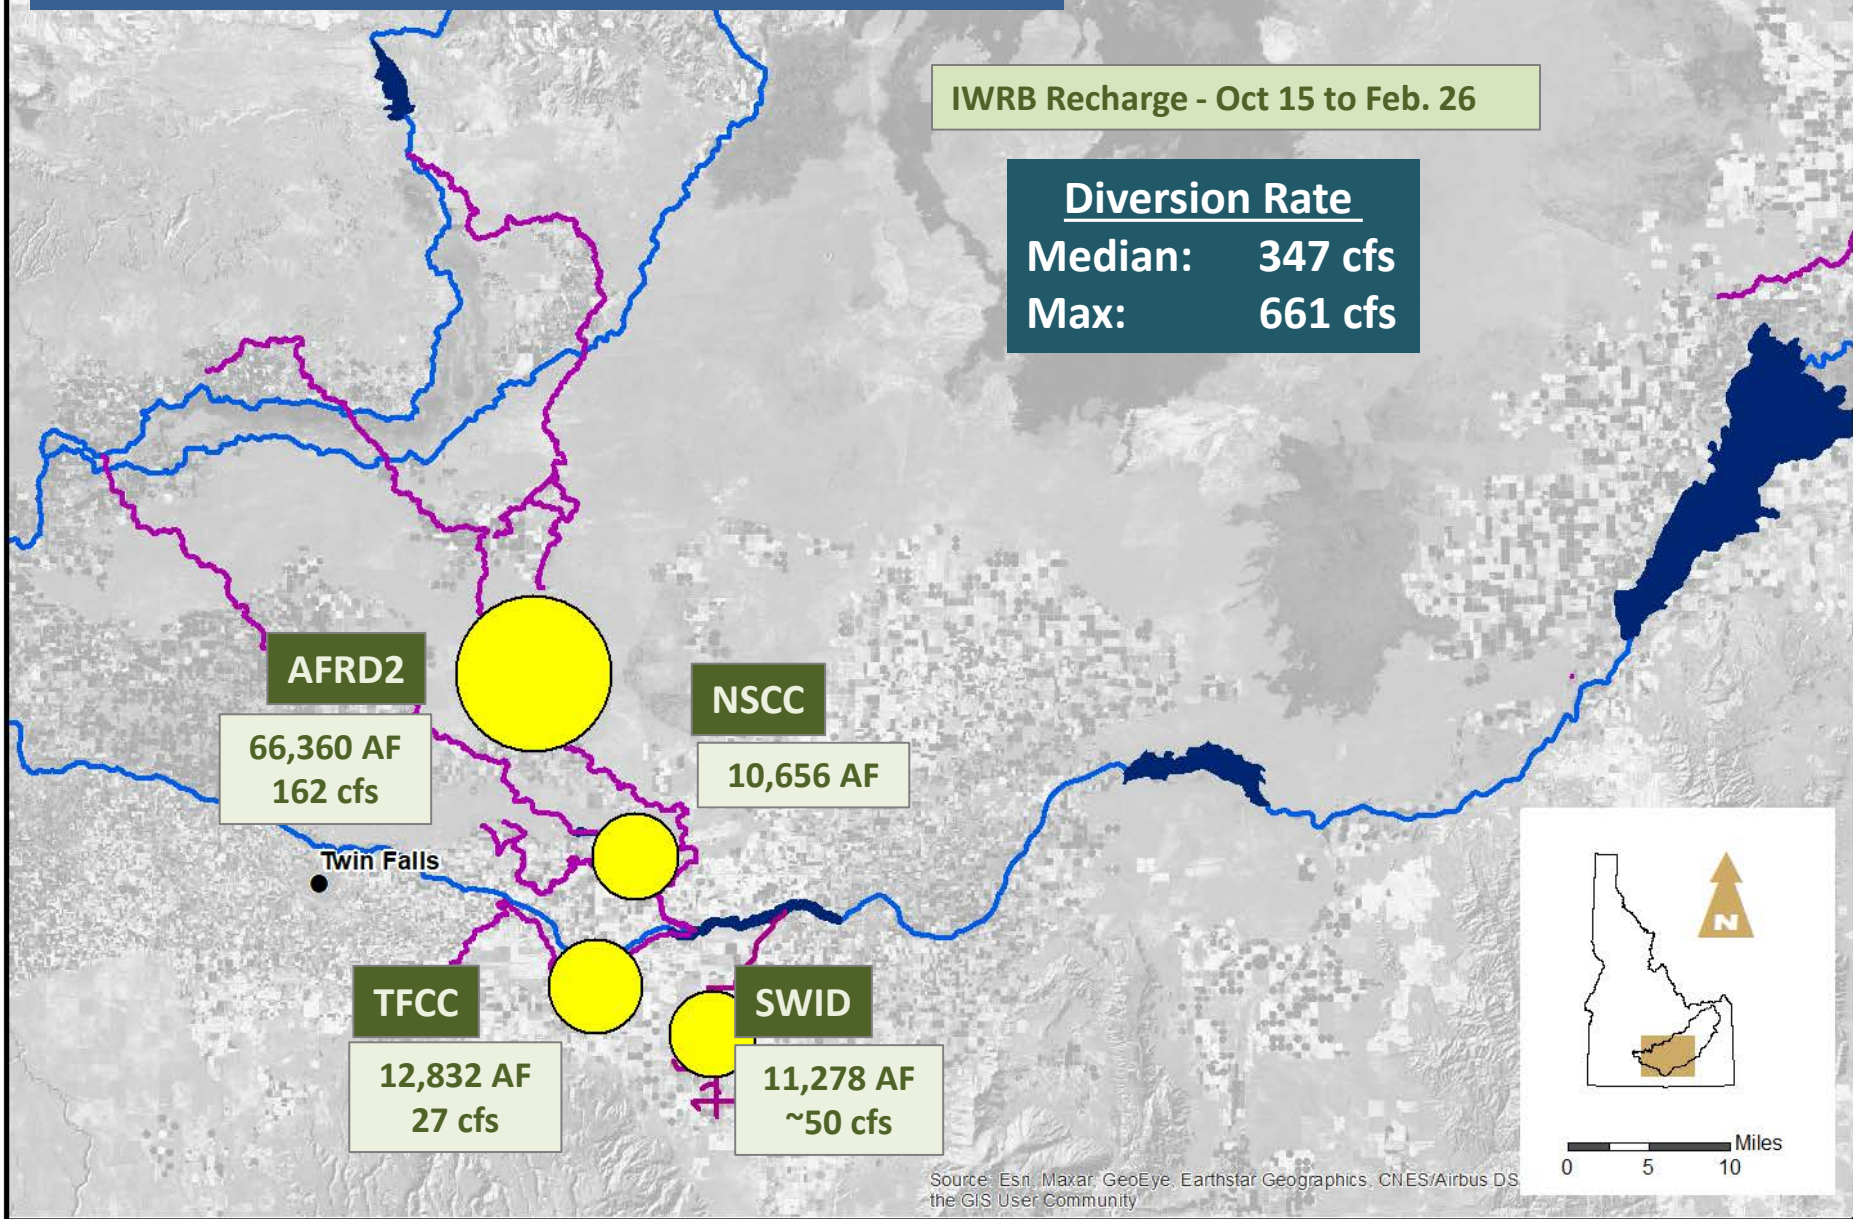 IWRB Recharge - Oct 15 to Feb. 26
Diversion Rate
Median: 347 cfs
Max: 661 cfs
AFRD2
66,360 AF
162 cfs
NSCC
10,656 AF
Twin Falls
TFCC
12,832 AF
27 cfs
SWID
11,278 AF
~50 cfs
N
Miles
0 5 10
Source: Esri, Maxar, GeoEye, Earthstar Geographics, CNES/Airbus DS
the GIS User Community